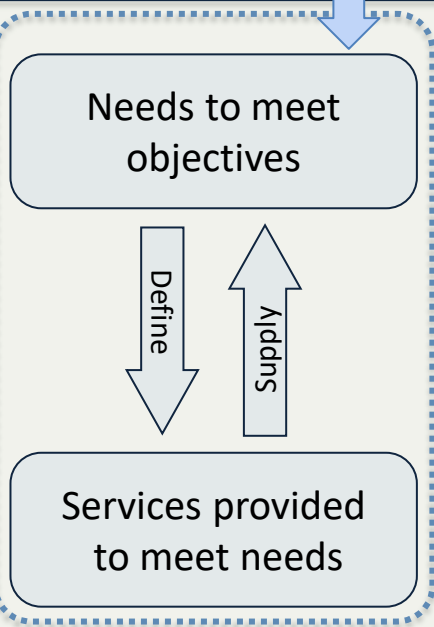 Needs to meet
objectives
Define
Supply
Services provided
to meet needs